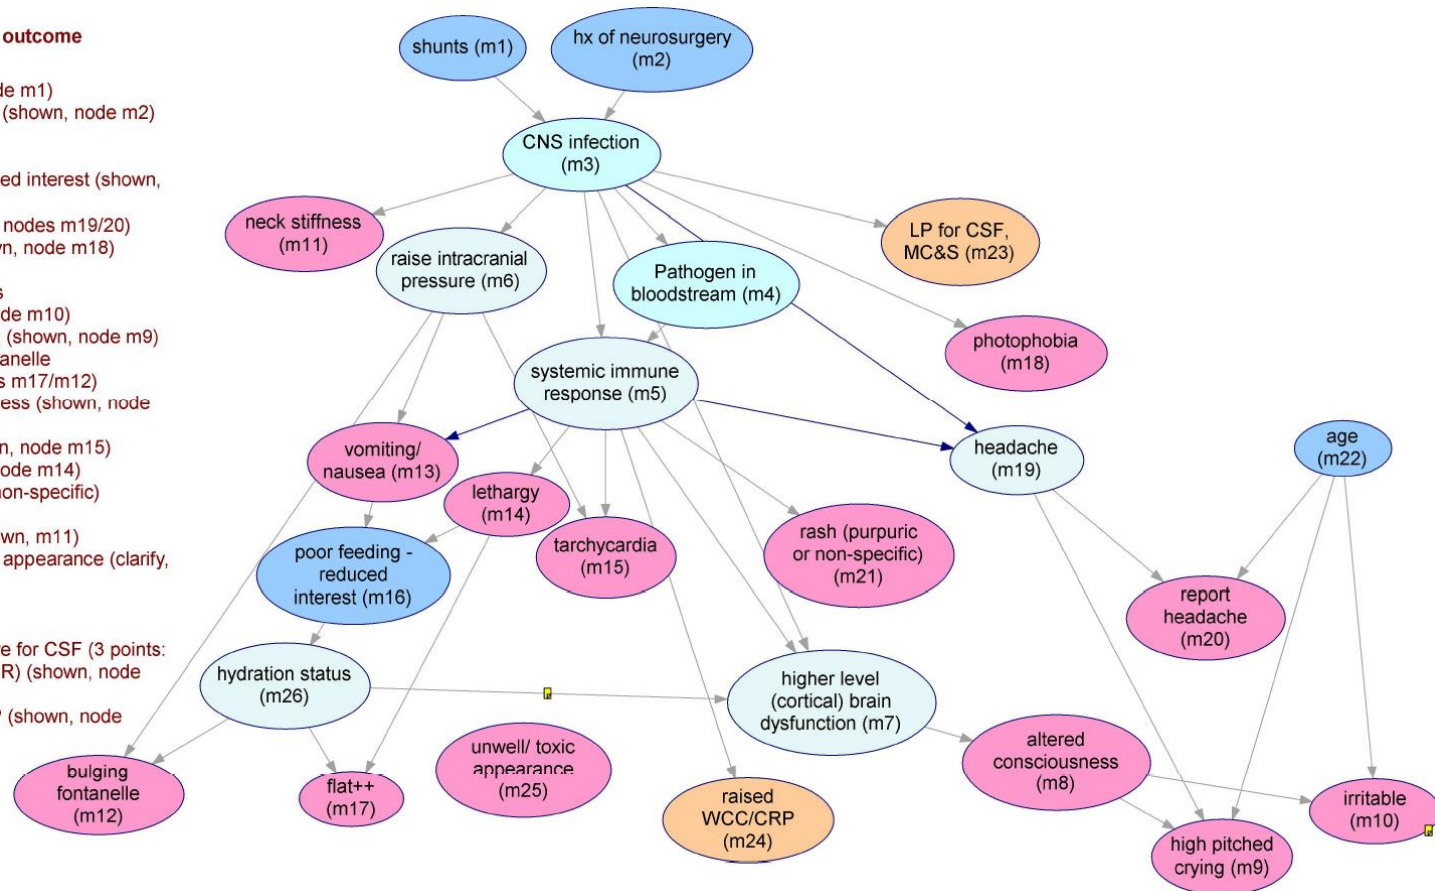 outcome
de m1)
(shown, node m2)
ed interest (shown,
nodes m19/20)
n, node m18)
s
de m10)
(shown, node m9)
anelle
s m17/m12)
ess (shown, node
n, node m15)
ode m14)
non-specific)
wn, m11)
appearance (clarify,
e for CSF (3 points:
R) (shown, node
(shown, node
shunts (m1)
hx of neurosurgery
(m2)
CNS infection
(m3)
neck stiffness
(m11)
raise intracranial
pressure (m6)
Pathogen in
bloodstream (m4)
LP for CSF,
MC&S (m23)
photophobia
(m18)
systemic immune
response (m5)
vomiting/
nausea (m13)
headache
(m19)
age
(m22)
lethargy
(m14)
tarchycardia
(m15)
rash (purpuric
or non-specific)
(m21)
poor feeding -
reduced
interest (m16)
report
headache
(m20)
hydration status
(m26)
higher level
(cortical) brain
dysfunction (m7)
unwell/ toxic
appearance
(m25)
altered
consciousness
(m8)
bulging
fontanelle
(m12)
flat++
(m17)
raised
WCC/CRP
(m24)
irritable
(m10)
high pitched
crying (m9)